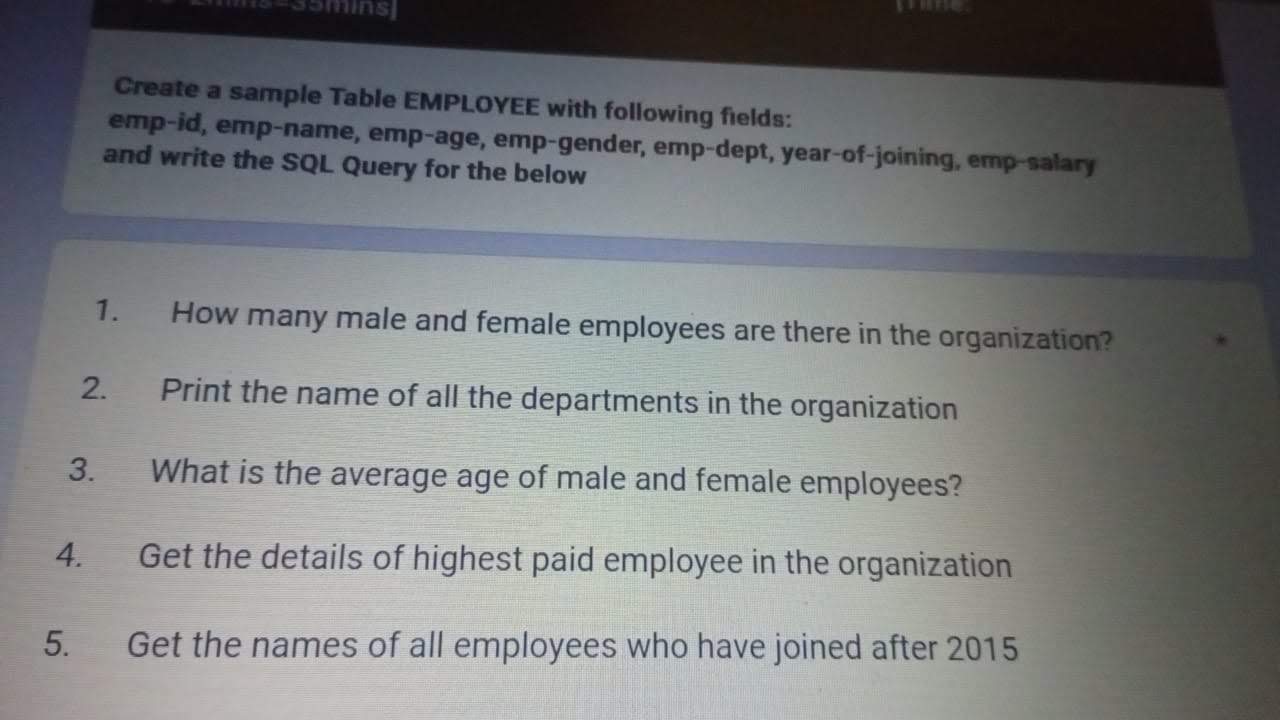 35mins]
Create a sample Table EMPLOYEE with following fields:
emp-id, emp-name, emp-age, emp-gender, emp-dept, year-of-joining, emp-salary
and write the SQL Query for the below
1. How many male and female employees are there in the organization? *
2. Print the name of all the departments in the organization
3. What is the average age of male and female employees?
4. Get the details of highest paid employee in the organization
5. Get the names of all employees who have joined after 2015